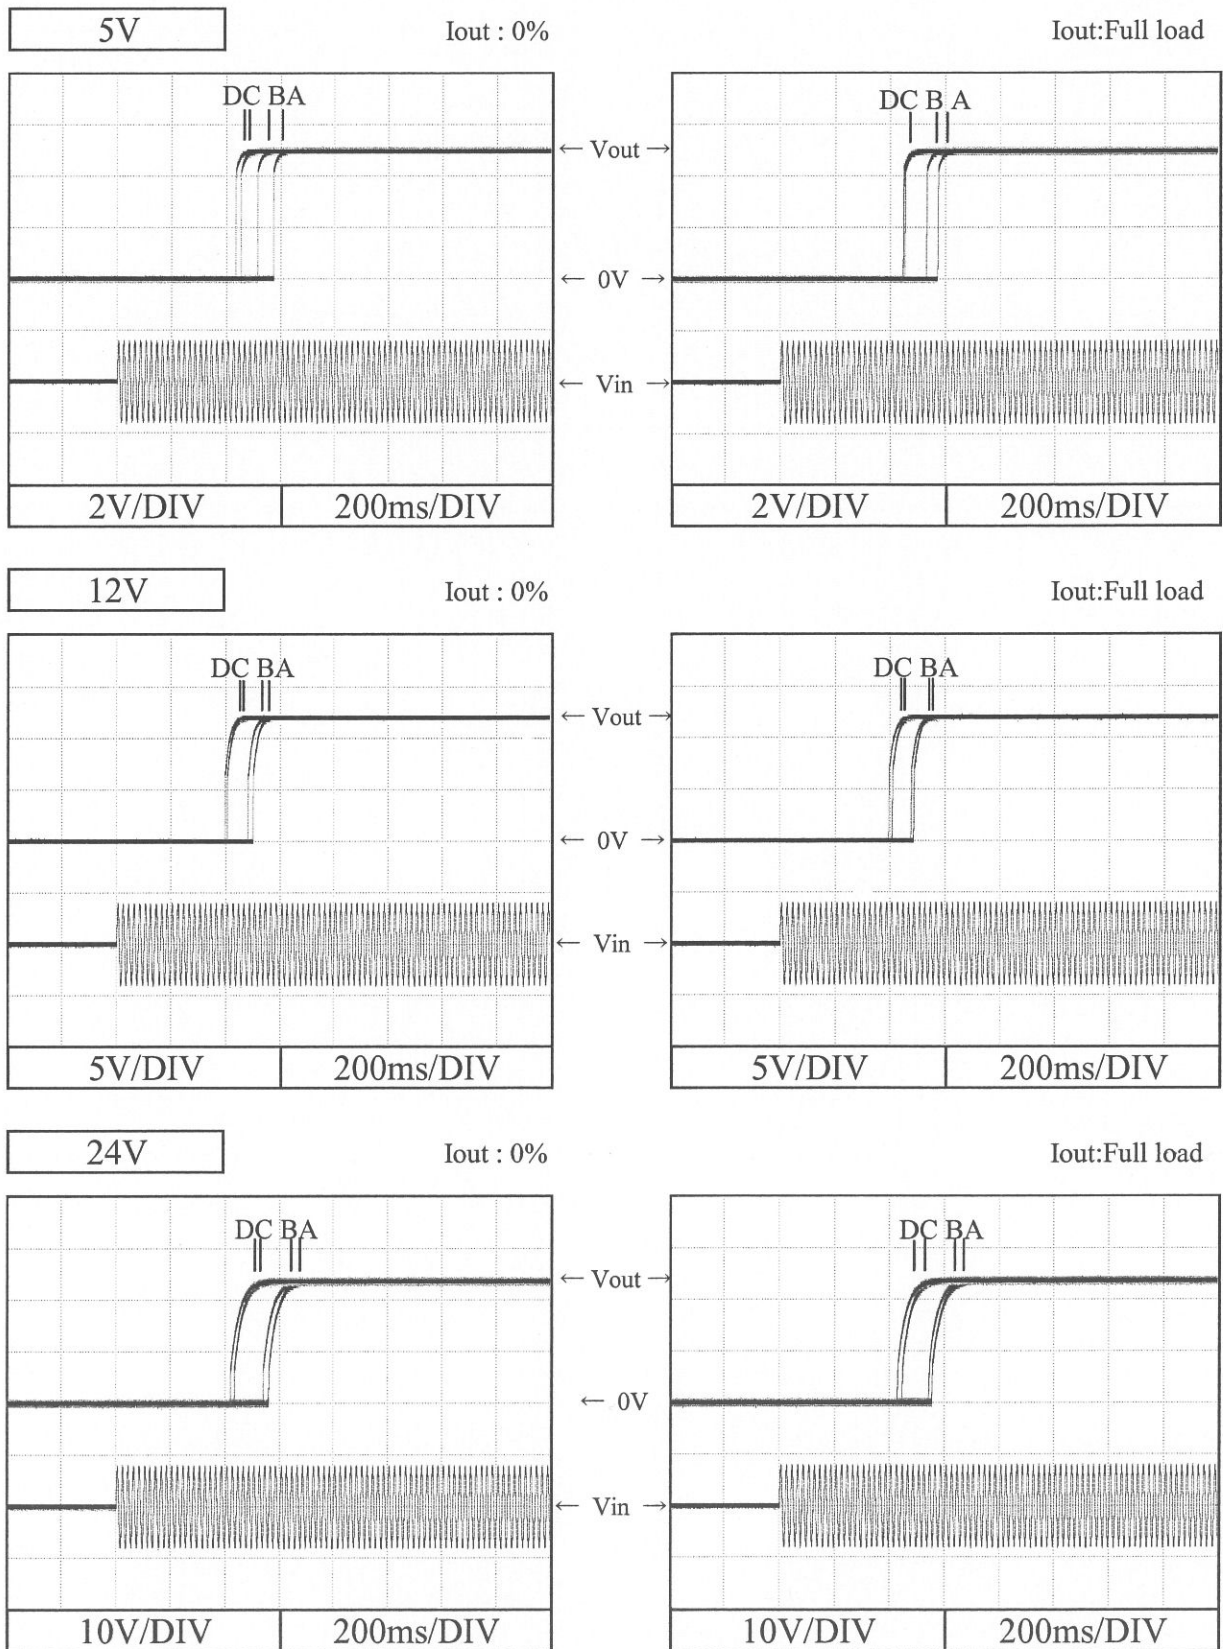 5V
Iout : 0%
Iout:Full load
DC BA
DC B A
← Vout →
← 0V →
← Vin →
2V/DIV 200ms/DIV
2V/DIV 200ms/DIV
12V
Iout : 0%
Iout:Full load
DC BA
DC BA
← Vout →
← 0V →
← Vin →
5V/DIV 200ms/DIV
5V/DIV 200ms/DIV
24V
Iout : 0%
Iout:Full load
DC BA
DC BA
← Vout →
← 0V
← Vin →
10V/DIV 200ms/DIV
10V/DIV 200ms/DIV